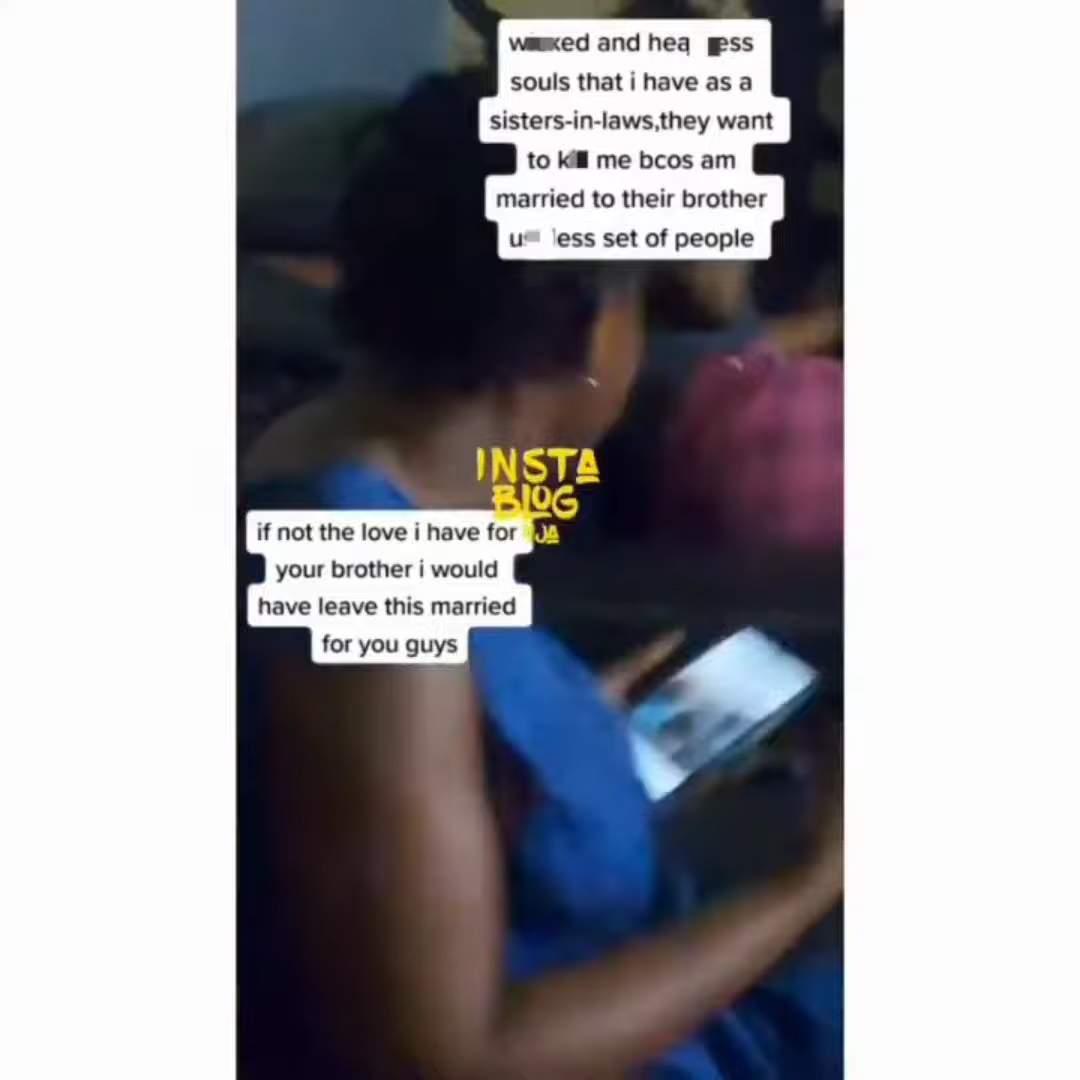 and
souls that i have as a
sisters-in-laws,they want
to me bcos am
married to their brother
set of people
INSTA
BLOG
if not the love i have for
your brother i would
have leave this married
for you guys